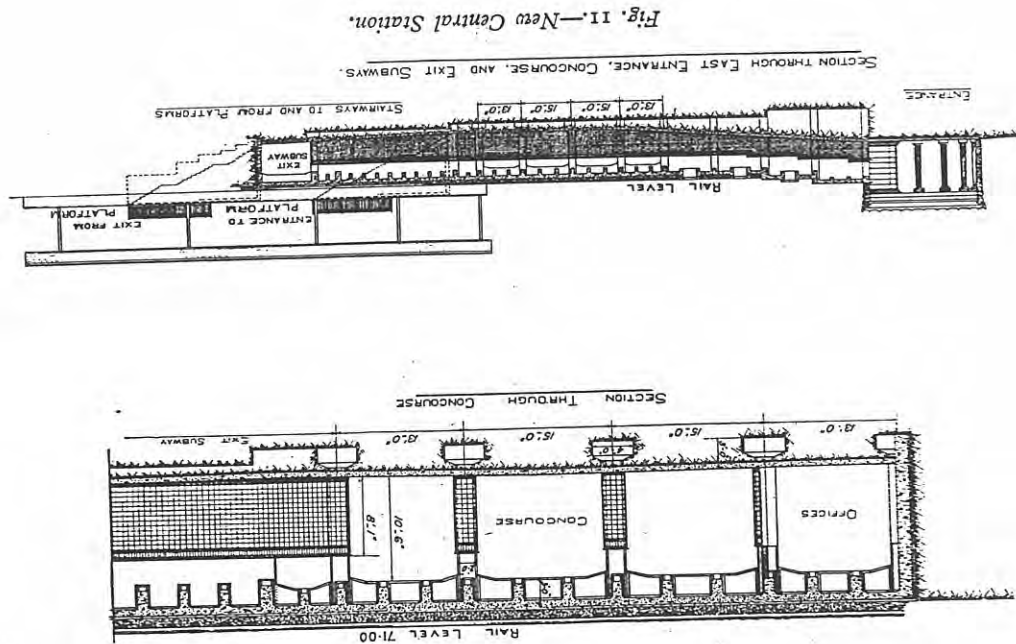 RAIL LEVEL 71·00
OFFICES
CONCOURSE
10'.6"
8'.1"
4'.0"
13'.0" 15'.0" 15'.0" 13'.0" EXIT SUBWAY
SECTION THROUGH CONCOURSE
ENTRANCE TO
PLATFORM
EXIT FROM
PLATFORM
RAIL LEVEL
EXIT
SUBWAY
ENTRANCE
13'.0" 15'.0" 15'.0" 13'.0"
STAIRWAYS TO AND FROM PLATFORMS
SECTION THROUGH EAST ENTRANCE, CONCOURSE, AND EXIT SUBWAYS.
Fig. 11.—New Central Station.